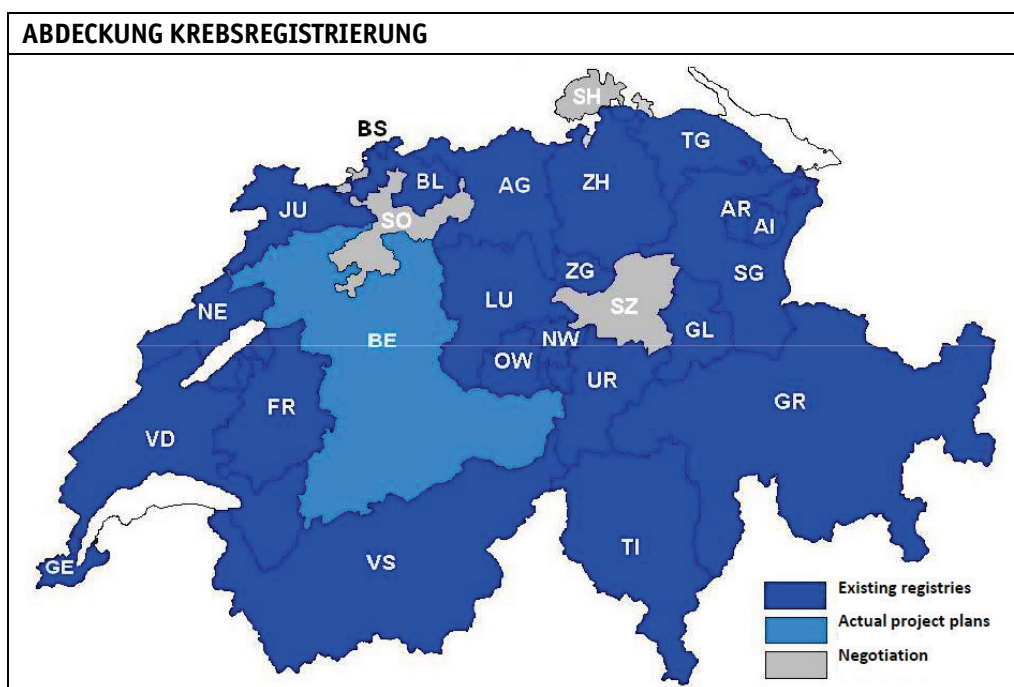 ABDECKUNG KREBSREGISTRIERUNG
SH
BS
TG
BL
AG
ZH
JU
AR
SO
AI
ZG
SG
LU
NE
SZ
NW
GL
BE
OW
UR
FR
GR
VD
TI
VS
GE
Existing registries
Actual project plans
Negotiation